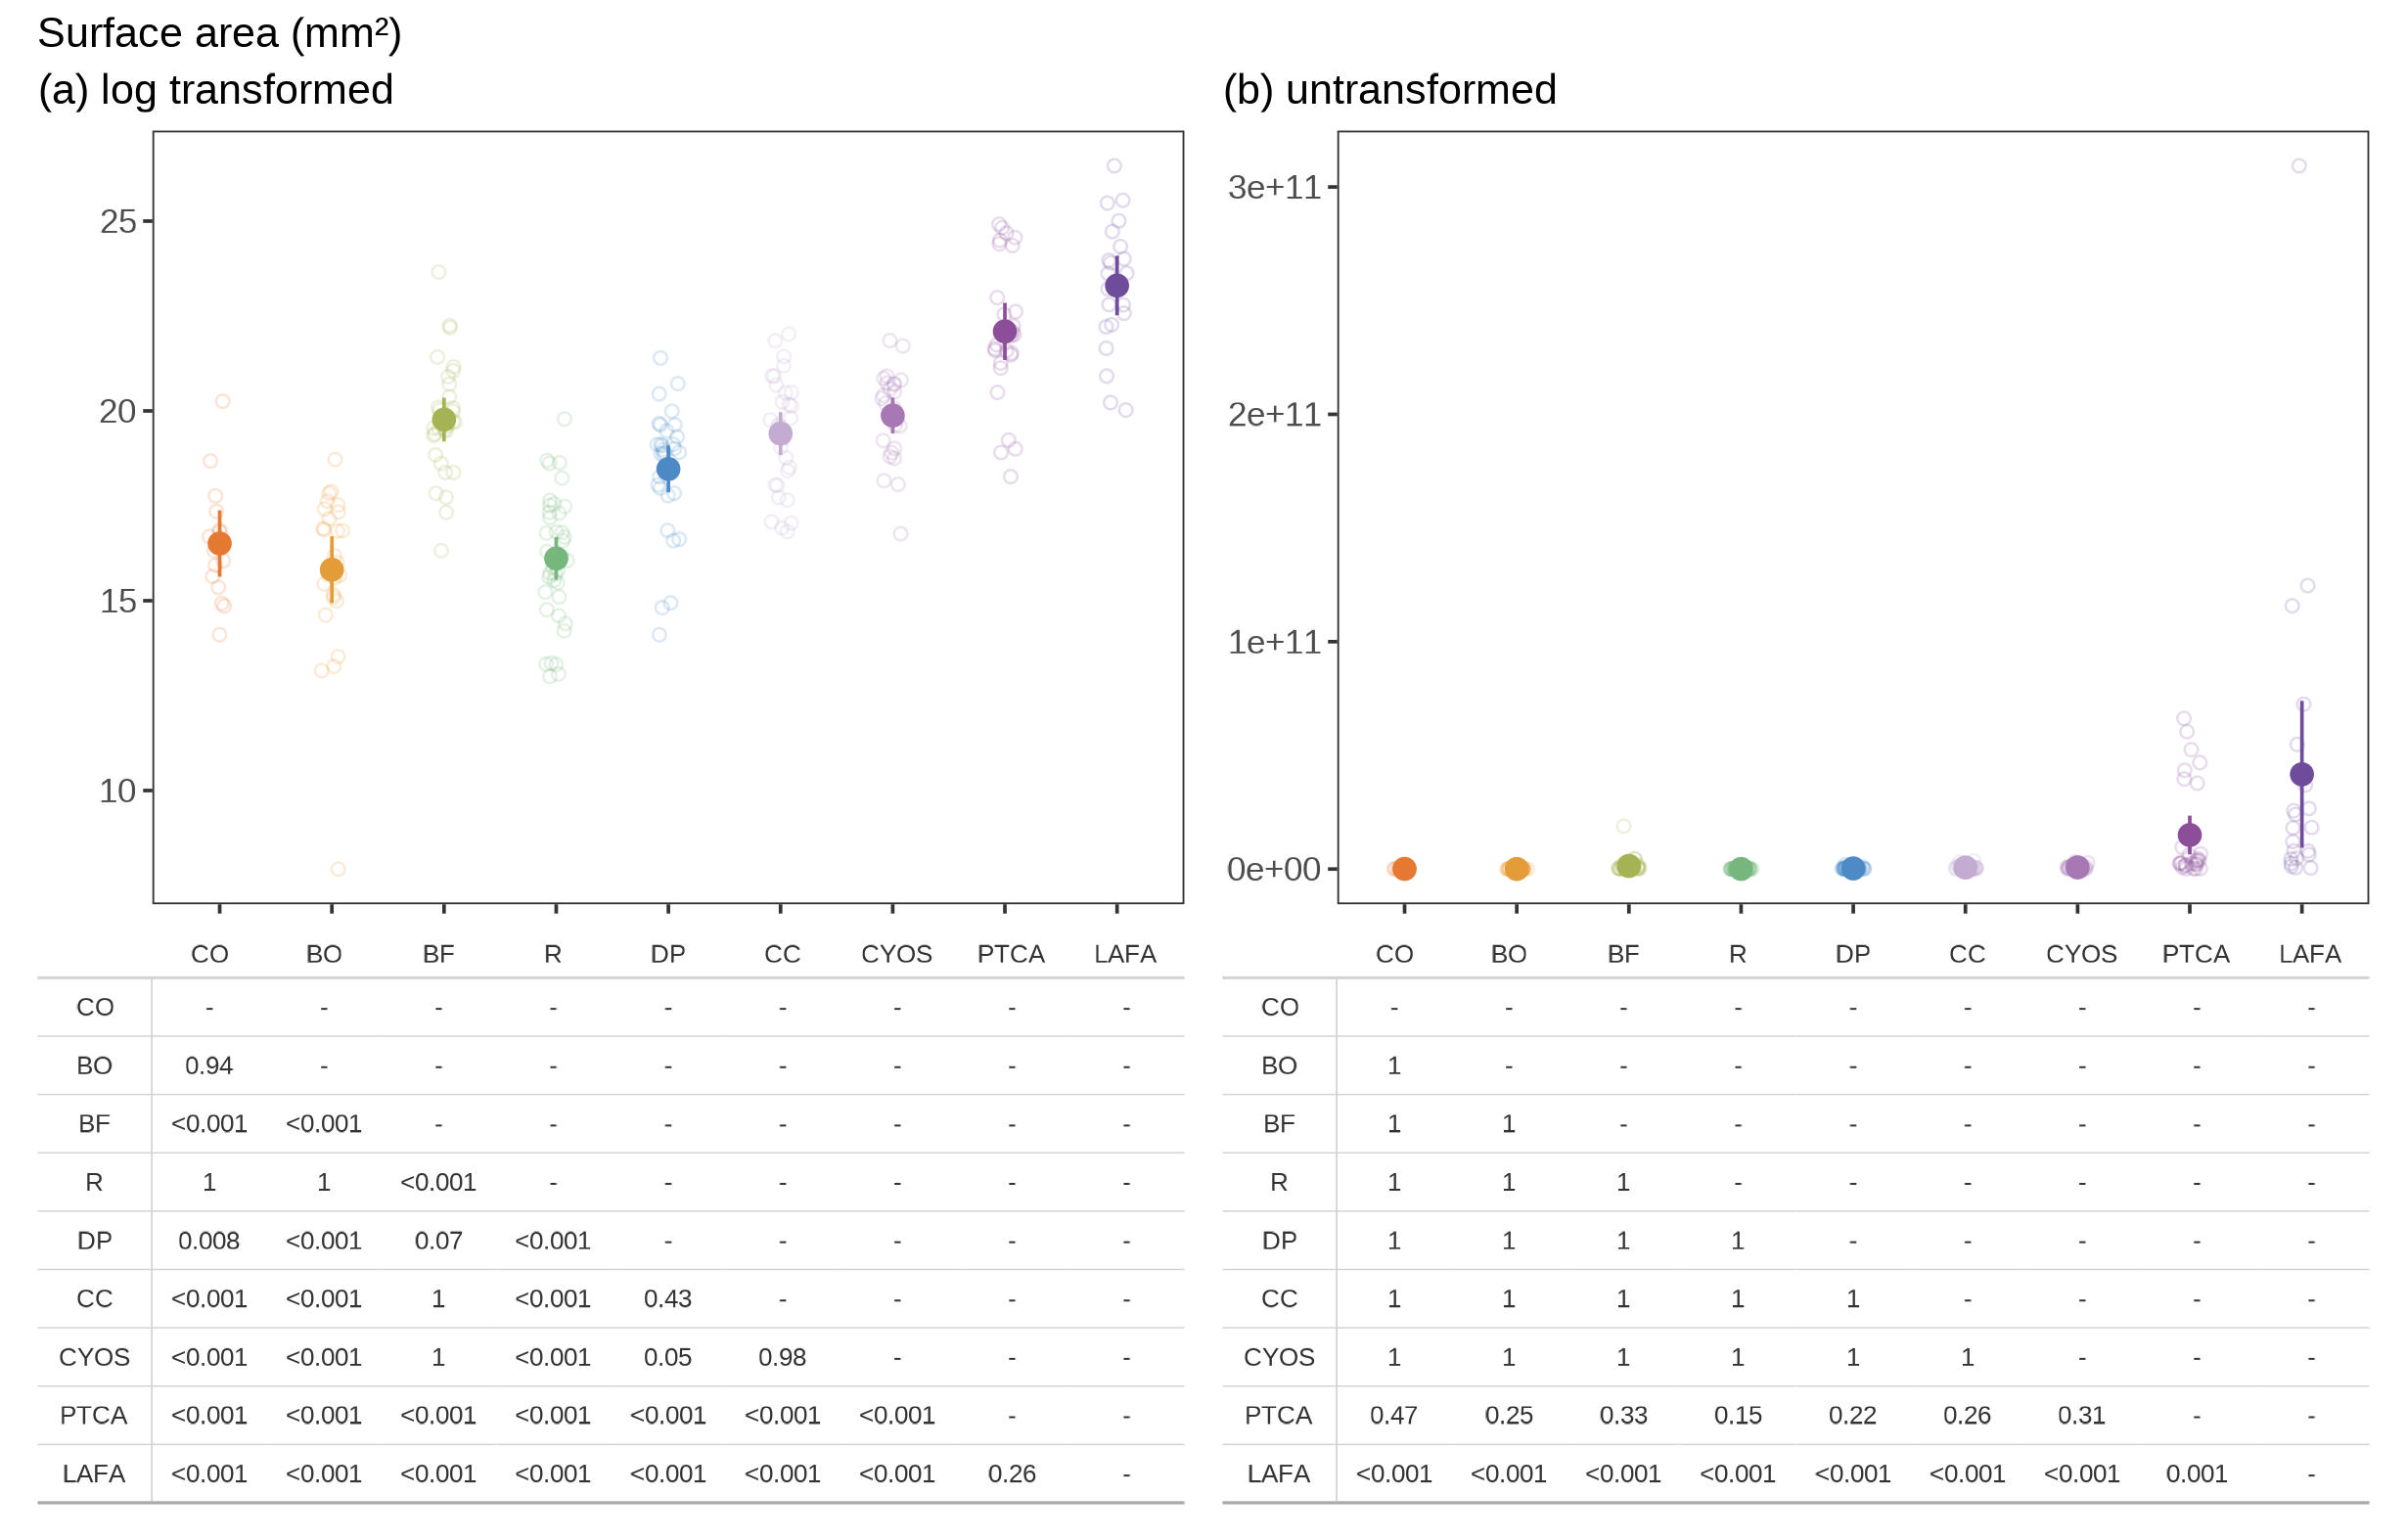 Surface area (mm²)
(a) log transformed
25
20
15
10
CO BO BF R DP CC CYOS PTCA LAFA
CO - - - - - - - - -
BO 0.94 - - - - - - - -
BF <0.001 <0.001 - - - - - - -
R 1 1 <0.001 - - - - - -
DP 0.008 <0.001 0.07 <0.001 - - - - -
CC <0.001 <0.001 1 <0.001 0.43 - - - -
CYOS <0.001 <0.001 1 <0.001 0.05 0.98 - - -
PTCA <0.001 <0.001 <0.001 <0.001 <0.001 <0.001 <0.001 - -
LAFA <0.001 <0.001 <0.001 <0.001 <0.001 <0.001 <0.001 0.26 -
(b) untransformed
3e+11
2e+11
1e+11
0e+00
CO BO BF R DP CC CYOS PTCA LAFA
CO - - - - - - - - -
BO 1 - - - - - - - -
BF 1 1 - - - - - - -
R 1 1 1 - - - - - -
DP 1 1 1 1 - - - - -
CC 1 1 1 1 1 - - - -
CYOS 1 1 1 1 1 1 - - -
PTCA 0.47 0.25 0.33 0.15 0.22 0.26 0.31 - -
LAFA <0.001 <0.001 <0.001 <0.001 <0.001 <0.001 <0.001 0.001 -